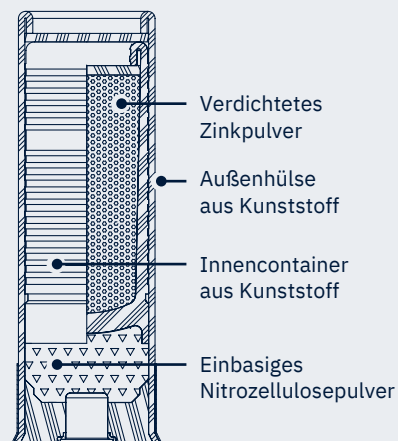 Verdichtetes
Zinkpulver
Außenhülse
aus Kunststoff
Innencontainer
aus Kunststoff
Einbasiges
Nitrozellulosepulver